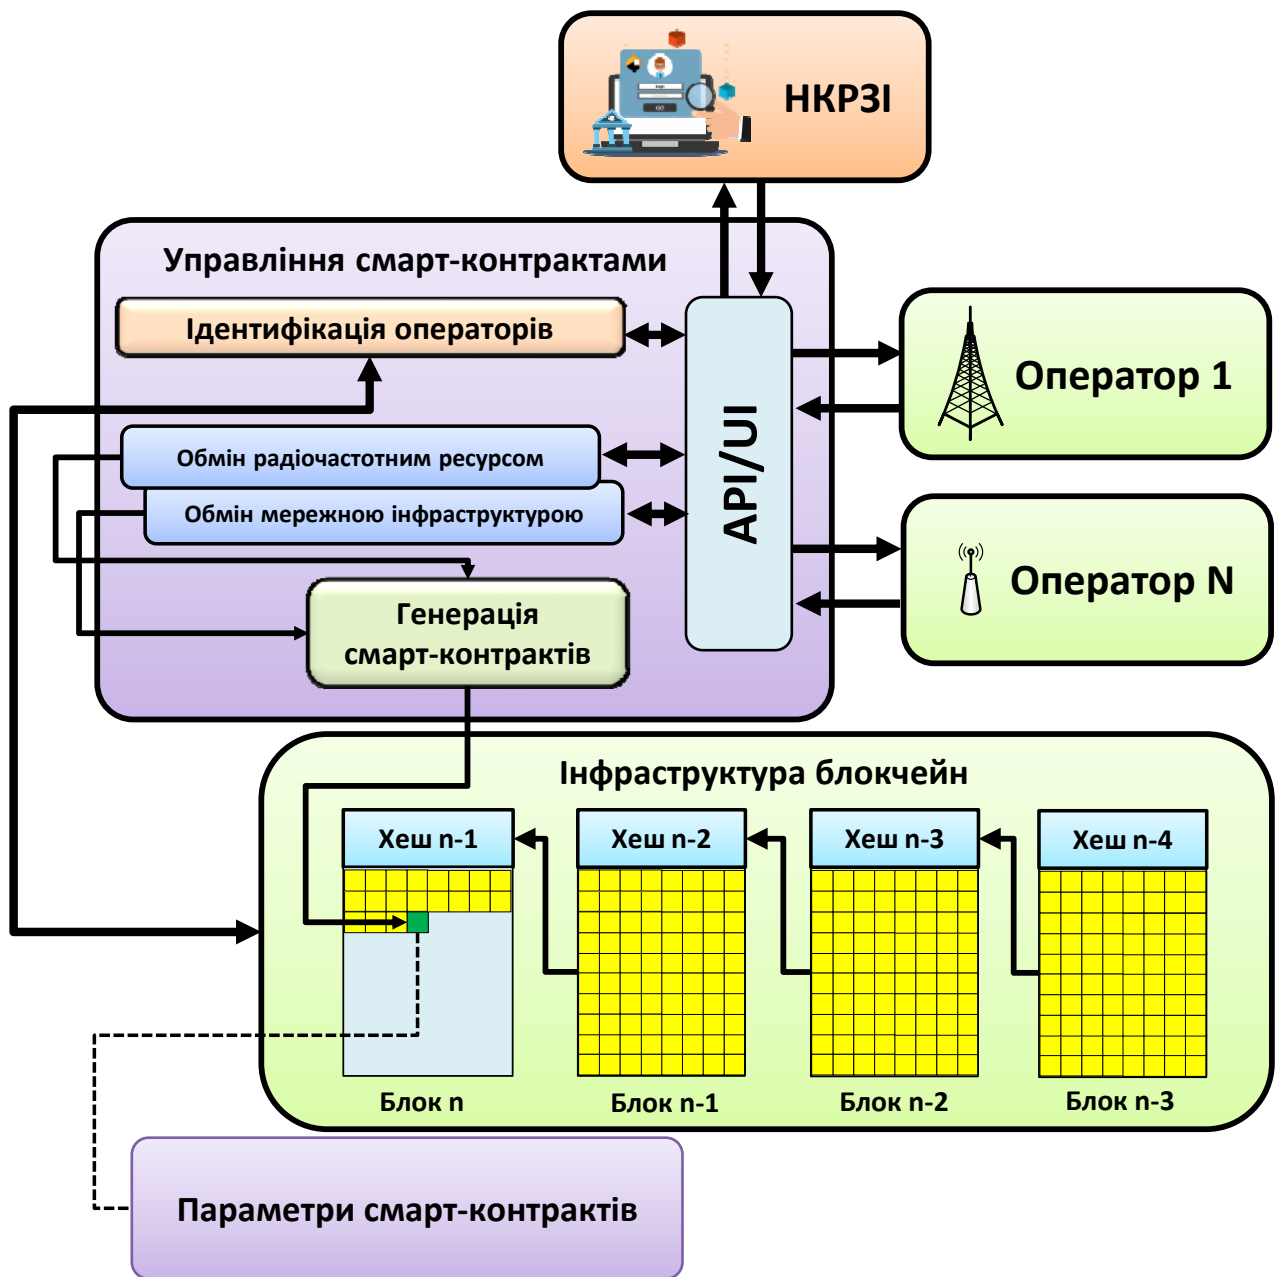 НКРЗІ
Управління смарт-контрактами
Ідентифікація операторів
Обмін радіочастотним ресурсом
Обмін мережною інфраструктурою
Генерація
смарт-контрактів
API/UI
Оператор 1
Оператор N
Інфраструктура блокчейн
Хеш n-1
Хеш n-2
Хеш n-3
Хеш n-4
Блок n
Блок n-1
Блок n-2
Блок n-3
Параметри смарт-контрактів